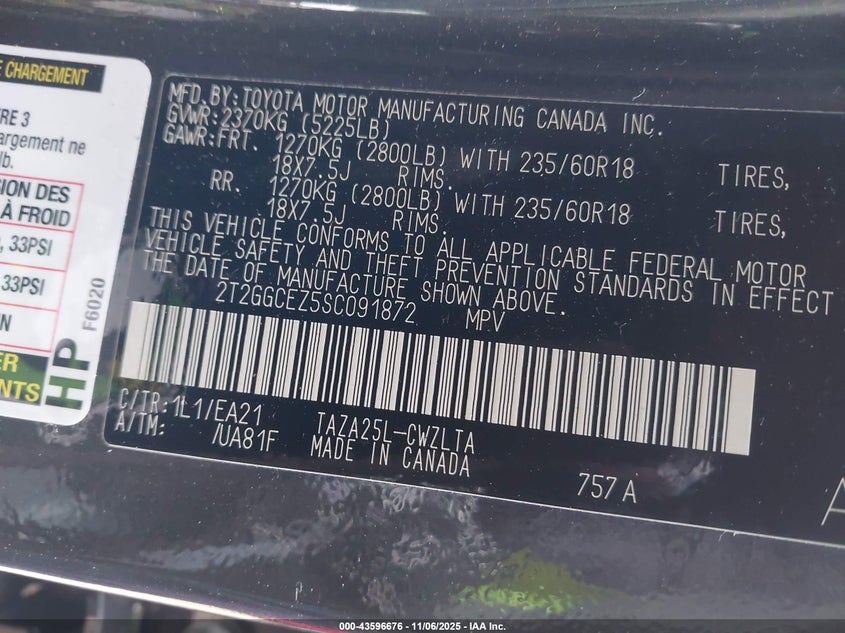 E CHARGEMENT
TRE 3
argement ne
lb.
SION DES
À FROID
, 33PSI
33PSI
N
ER
NTS
HP
F6020
MFD. BY: TOYOTA MOTOR MANUFACTURING CANADA INC.
GVWR: 2370KG (5225LB)
GAWR: FRT. 1270KG (2800LB) WITH 235/60R18 TIRES,
18X7.5J RIMS.
RR. 1270KG (2800LB) WITH 235/60R18 TIRES,
18X7.5J RIMS.
THIS VEHICLE CONFORMS TO ALL APPLICABLE FEDERAL MOTOR
VEHICLE SAFETY AND THEFT PREVENTION STANDARDS IN EFFECT
THE DATE OF MANUFACTURE SHOWN ABOVE.
2T2GGCEZ5SC091872 MPV
C/TR: 1L1/EA21 TAZA25L-CWZLTA
A/TM: /UA81F MADE IN CANADA
757A
A
000-43596676 - 11/06/2025 - IAA Inc.